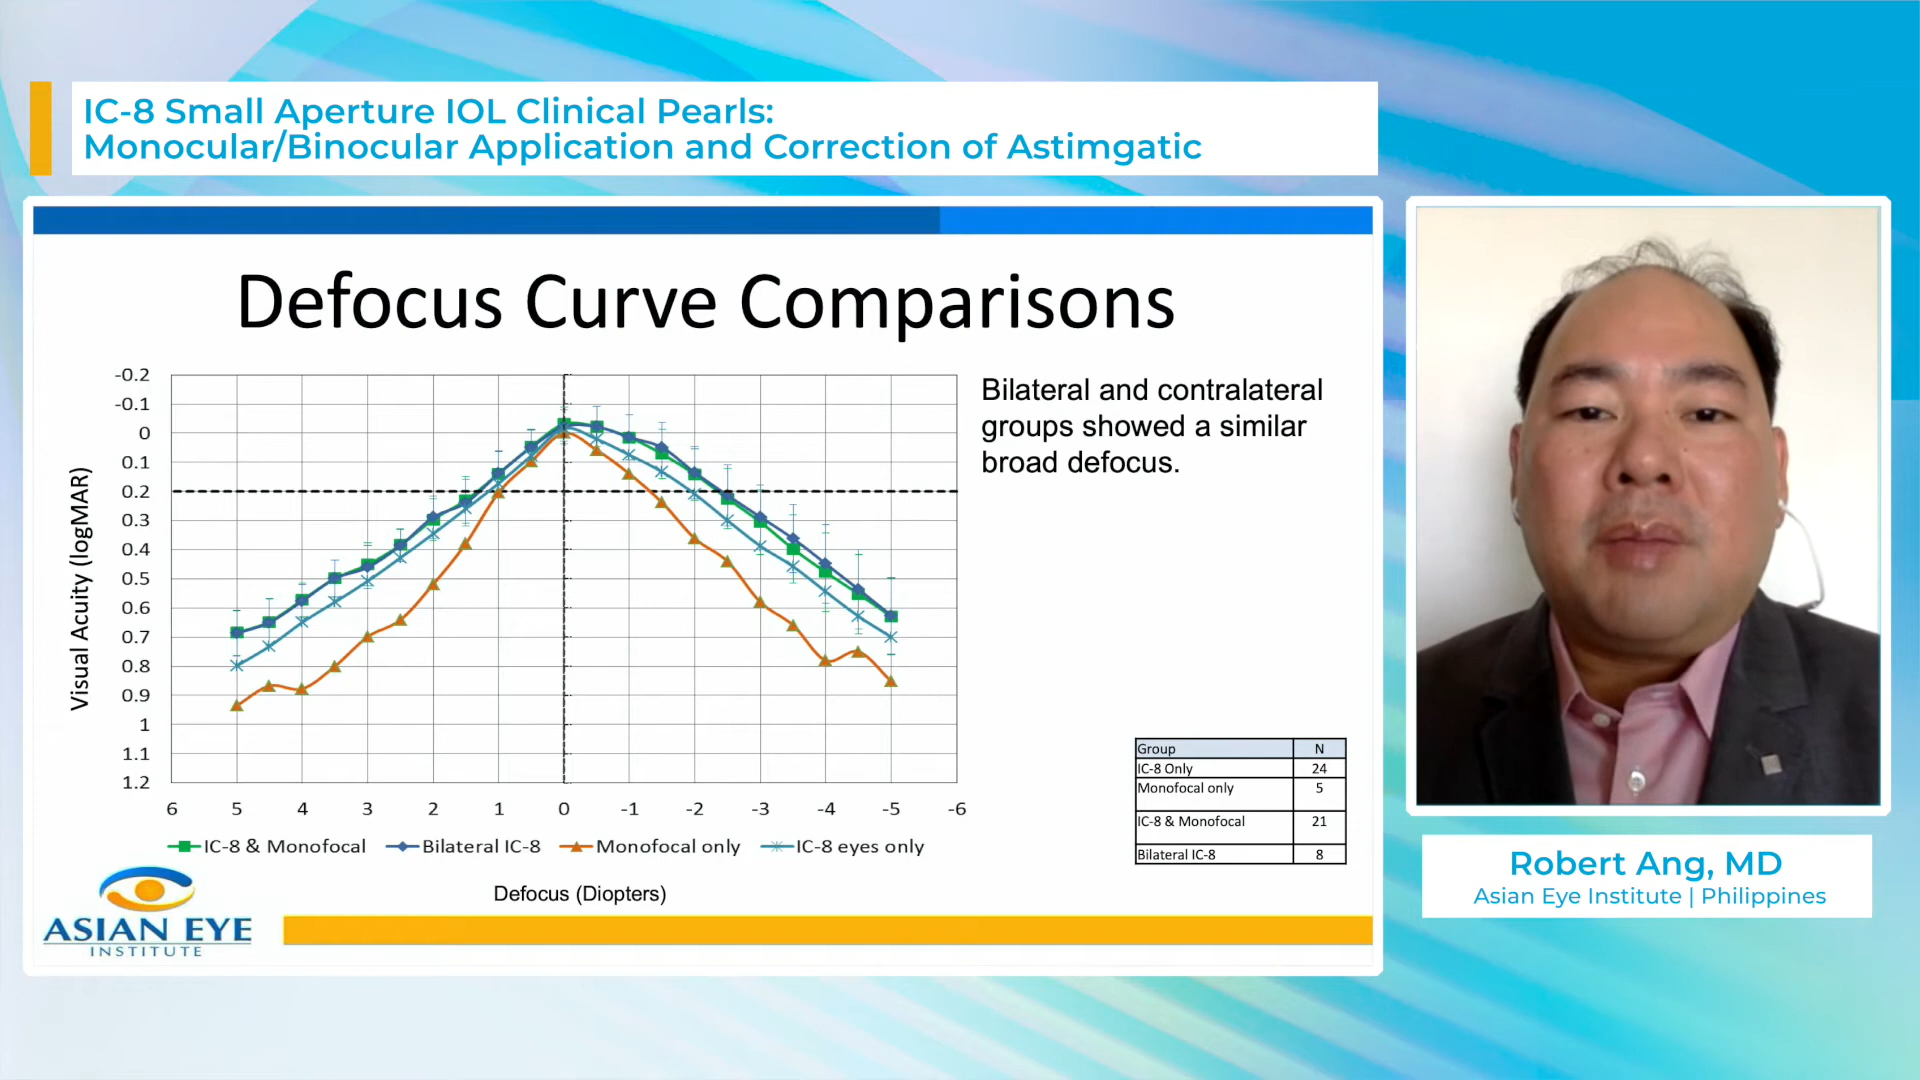 IC-8 Small Aperture IOL Clinical Pearls:
Monocular/Binocular Application and Correction of Astimgatic
Defocus Curve Comparisons
-0.2
-0.1
0
0.1
0.2
0.3
0.4
0.5
0.6
0.7
0.8
0.9
1
1.1
1.2
Visual Acuity (logMAR)
6 5 4 3 2 1 0 -1 -2 -3 -4 -5 -6
IC-8 & Monofocal Bilateral IC-8 Monofocal only IC-8 eyes only
Defocus (Diopters)
Bilateral and contralateral
groups showed a similar
broad defocus.
Group N
IC-8 Only 24
Monofocal only 5
IC-8 & Monofocal 21
Bilateral IC-8 8
ASIAN EYE
INSTITUTE
Robert Ang, MD
Asian Eye Institute | Philippines